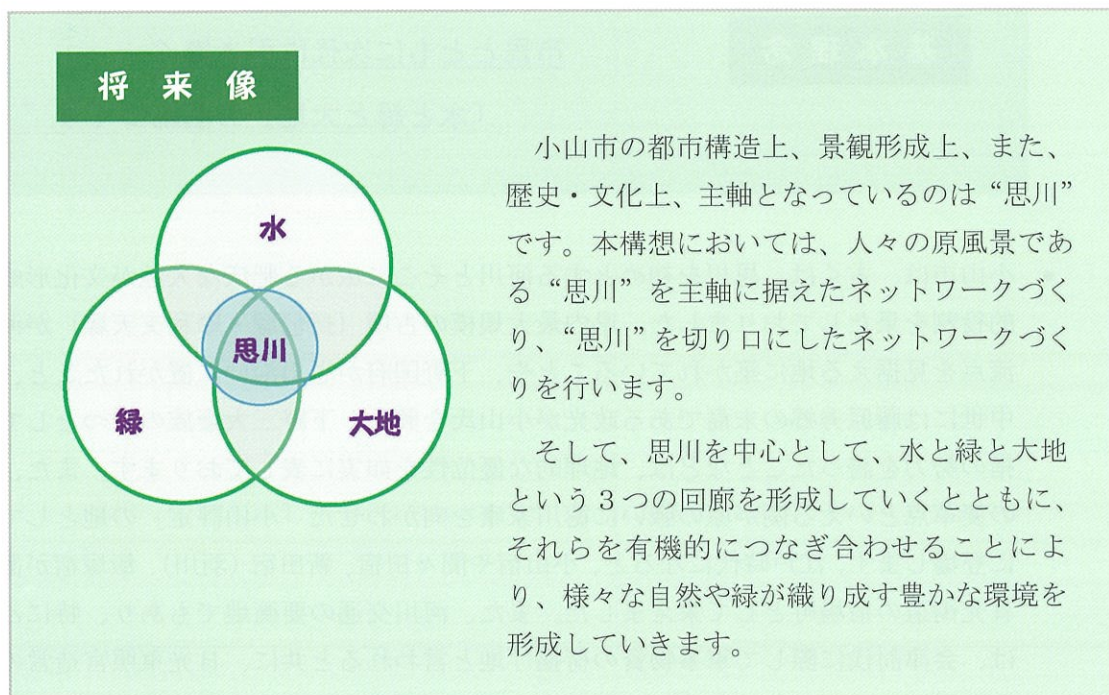 将来像
水
思川
緑
大地
小山市の都市構造上、景観形成上、また、
歴史・文化上、主軸となっているのは“思川”
です。本構想においては、人々の原風景であ
る“思川”を主軸に据えたネットワークづく
り、“思川”を切り口にしたネットワークづく
りを行います。
そして、思川を中心として、水と緑と大地
という3つの回廊を形成していくとともに、
それらを有機的につなぎ合わせることによ
り、様々な自然や緑が織り成す豊かな環境を
形成していきます。